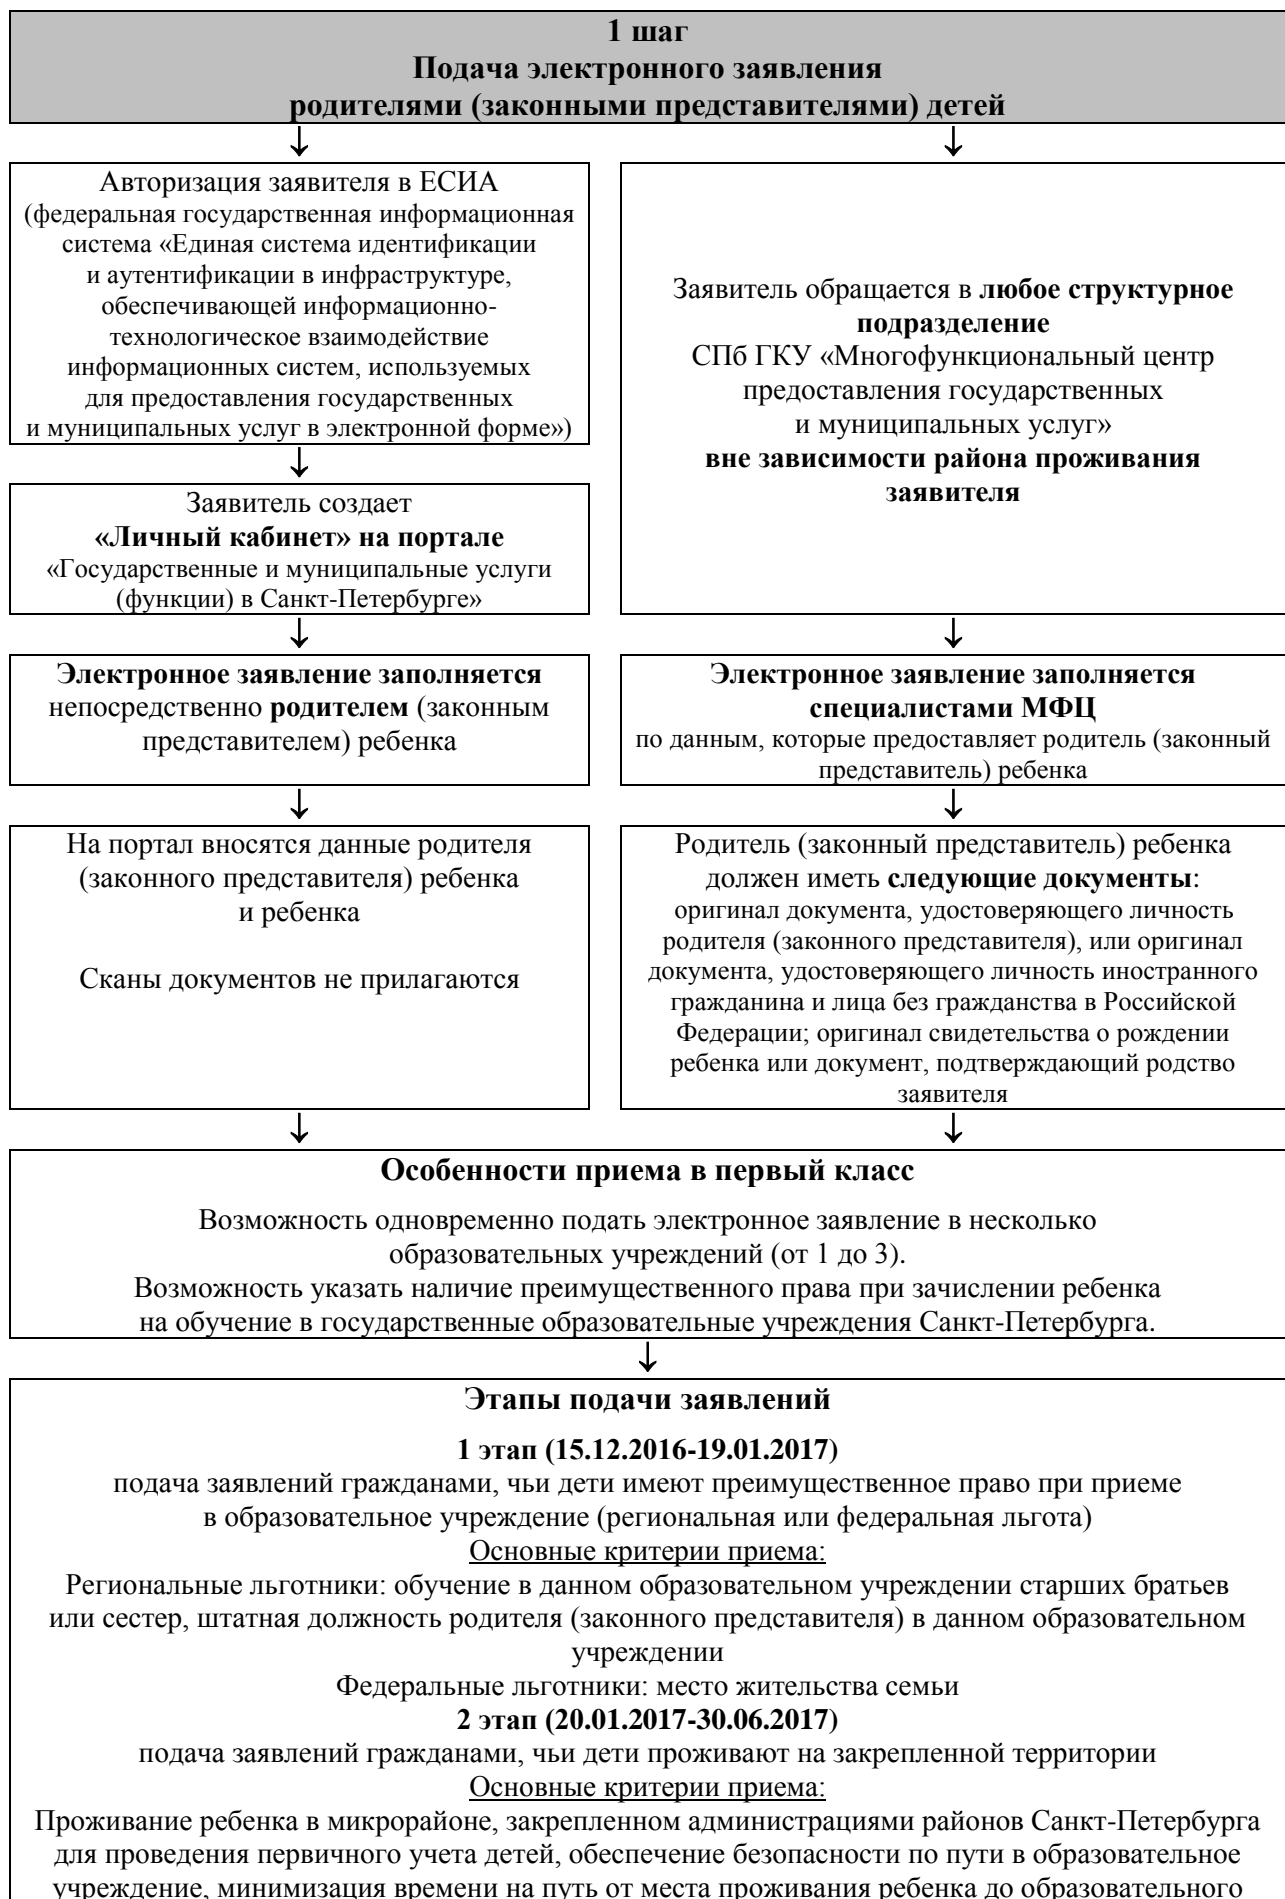 1 шаг
Подача электронного заявления
родителями (законными представителями) детей
↓
↓
Авторизация заявителя в ЕСИА
(федеральная государственная информационная
система «Единая система идентификации
и аутентификации в инфраструктуре,
обеспечивающей информационно-
технологическое взаимодействие
информационных систем, используемых
для предоставления государственных
и муниципальных услуг в электронной форме»)
↓
Заявитель создает
«Личный кабинет» на портале
«Государственные и муниципальные услуги
(функции) в Санкт-Петербурге»
Заявитель обращается в любое структурное
подразделение
СПб ГКУ «Многофункциональный центр
предоставления государственных
и муниципальных услуг»
вне зависимости района проживания
заявителя
↓
↓
Электронное заявление заполняется
непосредственно родителем (законным
представителем) ребенка
Электронное заявление заполняется
специалистами МФЦ
по данным, которые предоставляет родитель (законный
представитель) ребенка
↓
↓
На портал вносятся данные родителя
(законного представителя) ребенка
и ребенка
Сканы документов не прилагаются
Родитель (законный представитель) ребенка
должен иметь следующие документы:
оригинал документа, удостоверяющего личность
родителя (законного представителя), или оригинал
документа, удостоверяющего личность иностранного
гражданина и лица без гражданства в Российской
Федерации; оригинал свидетельства о рождении
ребенка или документ, подтверждающий родство
заявителя
↓
↓
Особенности приема в первый класс
Возможность одновременно подать электронное заявление в несколько
образовательных учреждений (от 1 до 3).
Возможность указать наличие преимущественного права при зачислении ребенка
на обучение в государственные образовательные учреждения Санкт-Петербурга.
↓
Этапы подачи заявлений
1 этап (15.12.2016-19.01.2017)
подача заявлений гражданами, чьи дети имеют преимущественное право при приеме
в образовательное учреждение (региональная или федеральная льгота)
Основные критерии приема:
Региональные льготники: обучение в данном образовательном учреждении старших братьев
или сестер, штатная должность родителя (законного представителя) в данном образовательном
учреждении
Федеральные льготники: место жительства семьи
2 этап (20.01.2017-30.06.2017)
подача заявлений гражданами, чьи дети проживают на закрепленной территории
Основные критерии приема:
Проживание ребенка в микрорайоне, закрепленном администрациями районов Санкт-Петербурга
для проведения первичного учета детей, обеспечение безопасности по пути в образовательное
учреждение, минимизация времени на путь от места проживания ребенка до образовательного